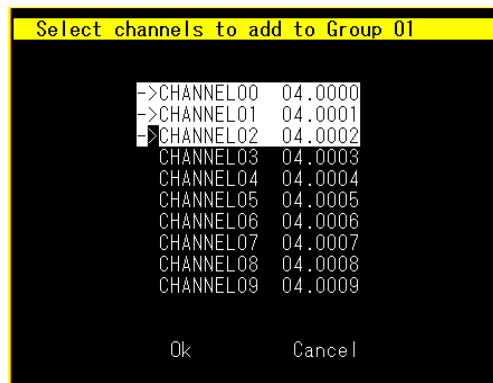 Select channels to add to Group 01
->CHANNEL00 04.0000
->CHANNEL01 04.0001
->CHANNEL02 04.0002
CHANNEL03 04.0003
CHANNEL04 04.0004
CHANNEL05 04.0005
CHANNEL06 04.0006
CHANNEL07 04.0007
CHANNEL08 04.0008
CHANNEL09 04.0009
Ok Cancel